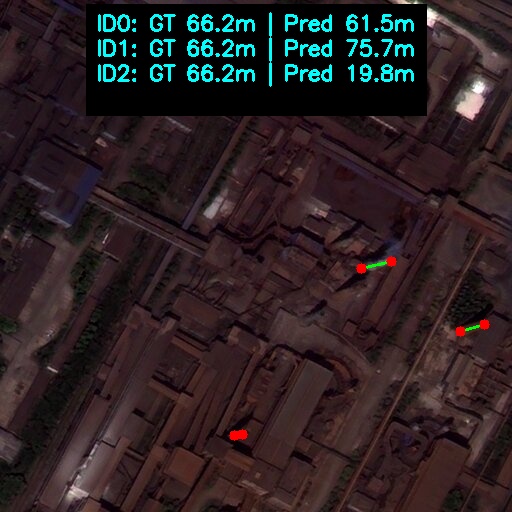 ID0: GT 66.2m | Pred 61.5m
ID1: GT 66.2m | Pred 75.7m
ID2: GT 66.2m | Pred 19.8m